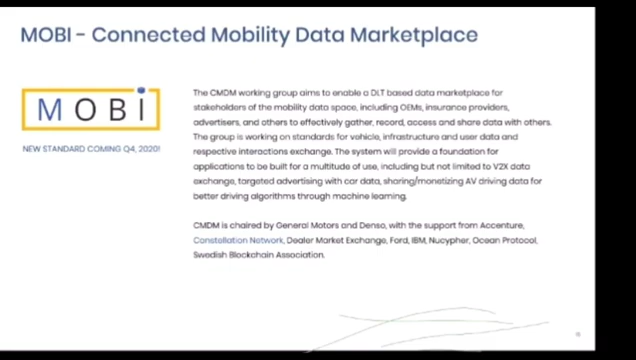 MOBI - Connected Mobility Data Marketplace
MOBI
NEW STANDARD COMING Q4, 2020!
The CMDM working group aims to enable a DLT based data marketplace for
stakeholders of the mobility data space, including OEMs, insurance providers,
advertisers, and others to effectively gather, record, access and share data with others.
The group is working on standards for vehicle, infrastructure and user data and
respective interactions exchange. The system will provide a foundation for
applications to be built for a multitude of use, including but not limited to V2X data
exchange, targeted advertising with car data, sharing/monetizing AV driving data for
better driving algorithms through machine learning.
CMDM is chaired by General Motors and Denso, with the support from Accenture,
Constellation Network, Dealer Market Exchange, Ford, IBM, Nucypher, Ocean Protocol,
Swedish Blockchain Association.